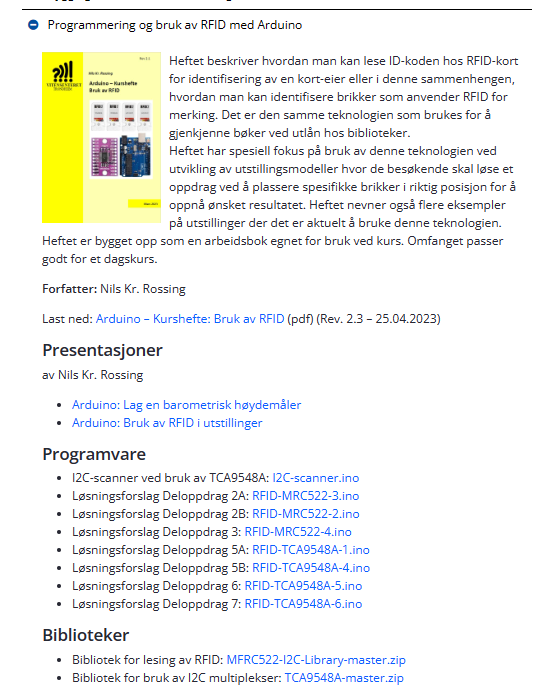 Programmering og bruk av RFID med Arduino
Rev. 2.3
VITENSENTERET
TRONDHEIM
Nils Kr. Rossing
Arduino – Kurshefte
Bruk av RFID
Heftet beskriver hvordan man kan lese ID-koden hos RFID-kort
for identifisering av en kort-eier eller i denne sammenhengen,
hvordan man kan identifisere brikker som anvender RFID for
merking. Det er den samme teknologien som brukes for å
gjenkjenne bøker ved utlån hos biblioteker.
Heftet har spesiell fokus på bruk av denne teknologien ved
utvikling av utstillingsmodeller hvor de besøkende skal løse et
oppdrag ved å plassere spesifikke brikker i riktig posisjon for å
oppnå ønsket resultatet. Heftet nevner også flere eksempler
på utstillinger der det er aktuelt å bruke denne teknologien.
Heftet er bygget opp som en arbeidsbok egnet for bruk ved kurs. Omfanget passer
godt for et dagskurs.
Forfatter: Nils Kr. Rossing
Last ned: Arduino – Kurshefte: Bruk av RFID (pdf) (Rev. 2.3 – 25.04.2023)
Presentasjoner
av Nils Kr. Rossing
• Arduino: Lag en barometrisk høydemåler
• Arduino: Bruk av RFID i utstillinger
Programvare
• I2C-scanner ved bruk av TCA9548A: I2C-scanner.ino
• Løsningsforslag Deloppdrag 2A: RFID-MRC522-3.ino
• Løsningsforslag Deloppdrag 2B: RFID-MRC522-2.ino
• Løsningsforslag Deloppdrag 3: RFID-MRC522-4.ino
• Løsningsforslag Deloppdrag 5A: RFID-TCA9548A-1.ino
• Løsningsforslag Deloppdrag 5B: RFID-TCA9548A-4.ino
• Løsningsforslag Deloppdrag 6: RFID-TCA9548A-5.ino
• Løsningsforslag Deloppdrag 7: RFID-TCA9548A-6.ino
Biblioteker
• Bibliotek for lesing av RFID: MFRC522-I2C-Library-master.zip
• Bibliotek for bruk av I2C multiplekser: TCA9548A-master.zip